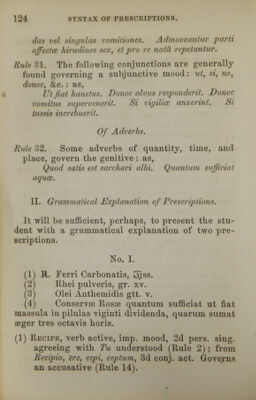 124 SYNTAX OF PRESCRIPTIONS.
das vel singulas vomitiones. Admoveantur parti
affectæ hirudines sex, et pro re natâ repetantur.
Rule 31. The following conjunctions are generally
found governing a subjunctive mood: ut, si, ne,
donec, &c.: as,
Ut fiat haustus. Donec alvus responderit. Donec
vomitus supervenerit. Si vigiliæ anxerint. Si
tussis increbuerit.
Of Adverbs.
Rule 32. Some adverbs of quantity, time, and
place, govern the genitive: as,
Quod satis est sacchari albi. Quantum sufficiat
aquæ.
II. Grammatical Explanation of Prescriptions.
It will be sufficient, perhaps, to present the stu-
dent with a grammatical explanation of two pre-
scriptions.
No. I.
(1) ℞. Ferri Carbonatis, ʒjss.
(2) Rhei pulveris, gr. xv.
(3) Olei Anthemidis gtt. v.
(4) Conservæ Rosæ quantum sufficiat ut fiat
massula in pilulas viginti dividenda, quarum sumat
æger tres octavis horis.
(1) RECIPE, verb active, imp. mood, 2d pers. sing.
agreeing with Tu understood (Rule 2); from
Recipio, ĕre, cepi, ceptum, 3d conj. act. Governs
an accusative (Rule 14).